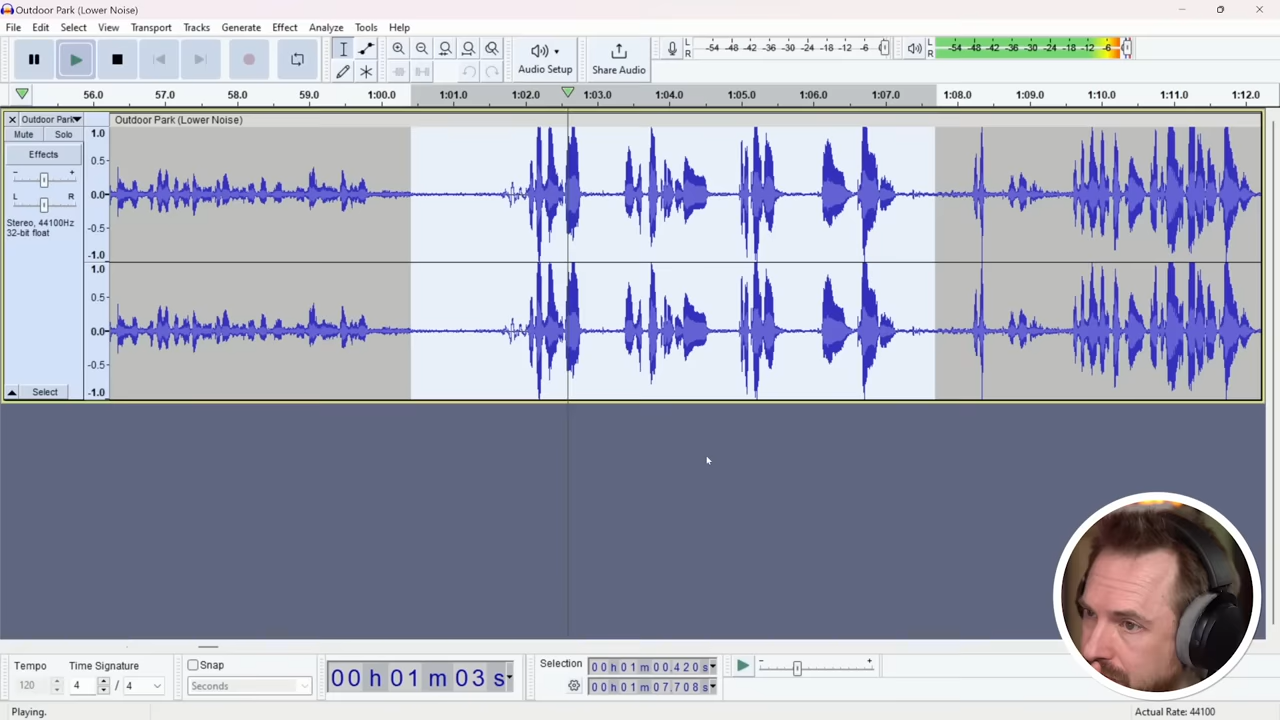 Outdoor Park (Lower Noise)
File Edit Select View Transport Tracks Generate Effect Analyze Tools Help
Audio Setup
Share Audio
L
R
-54 -48 -42 -36 -30 -24 -18 -12 -6
L
R
-54 -48 -42 -36 -30 -24 -18 -12 -6
56.0 57.0 58.0 59.0 1:00.0 1:01.0 1:02.0 1:03.0 1:04.0 1:05.0 1:06.0 1:07.0 1:08.0 1:09.0 1:10.0 1:11.0 1:12.0
Outdoor Park
Outdoor Park (Lower Noise)
Mute Solo
Effects
- +
L R
Stereo, 44100Hz
32-bit float
Select
1.0
0.5
0.0
-0.5
-1.0
1.0
0.5
0.0
-0.5
-1.0
Tempo
120
Time Signature
4 / 4
Snap
Seconds
00 h 01 m 03 s
Selection
00 h 01 m 00.420 s
00 h 01 m 07.708 s
- +
Playing.
Actual Rate: 44100